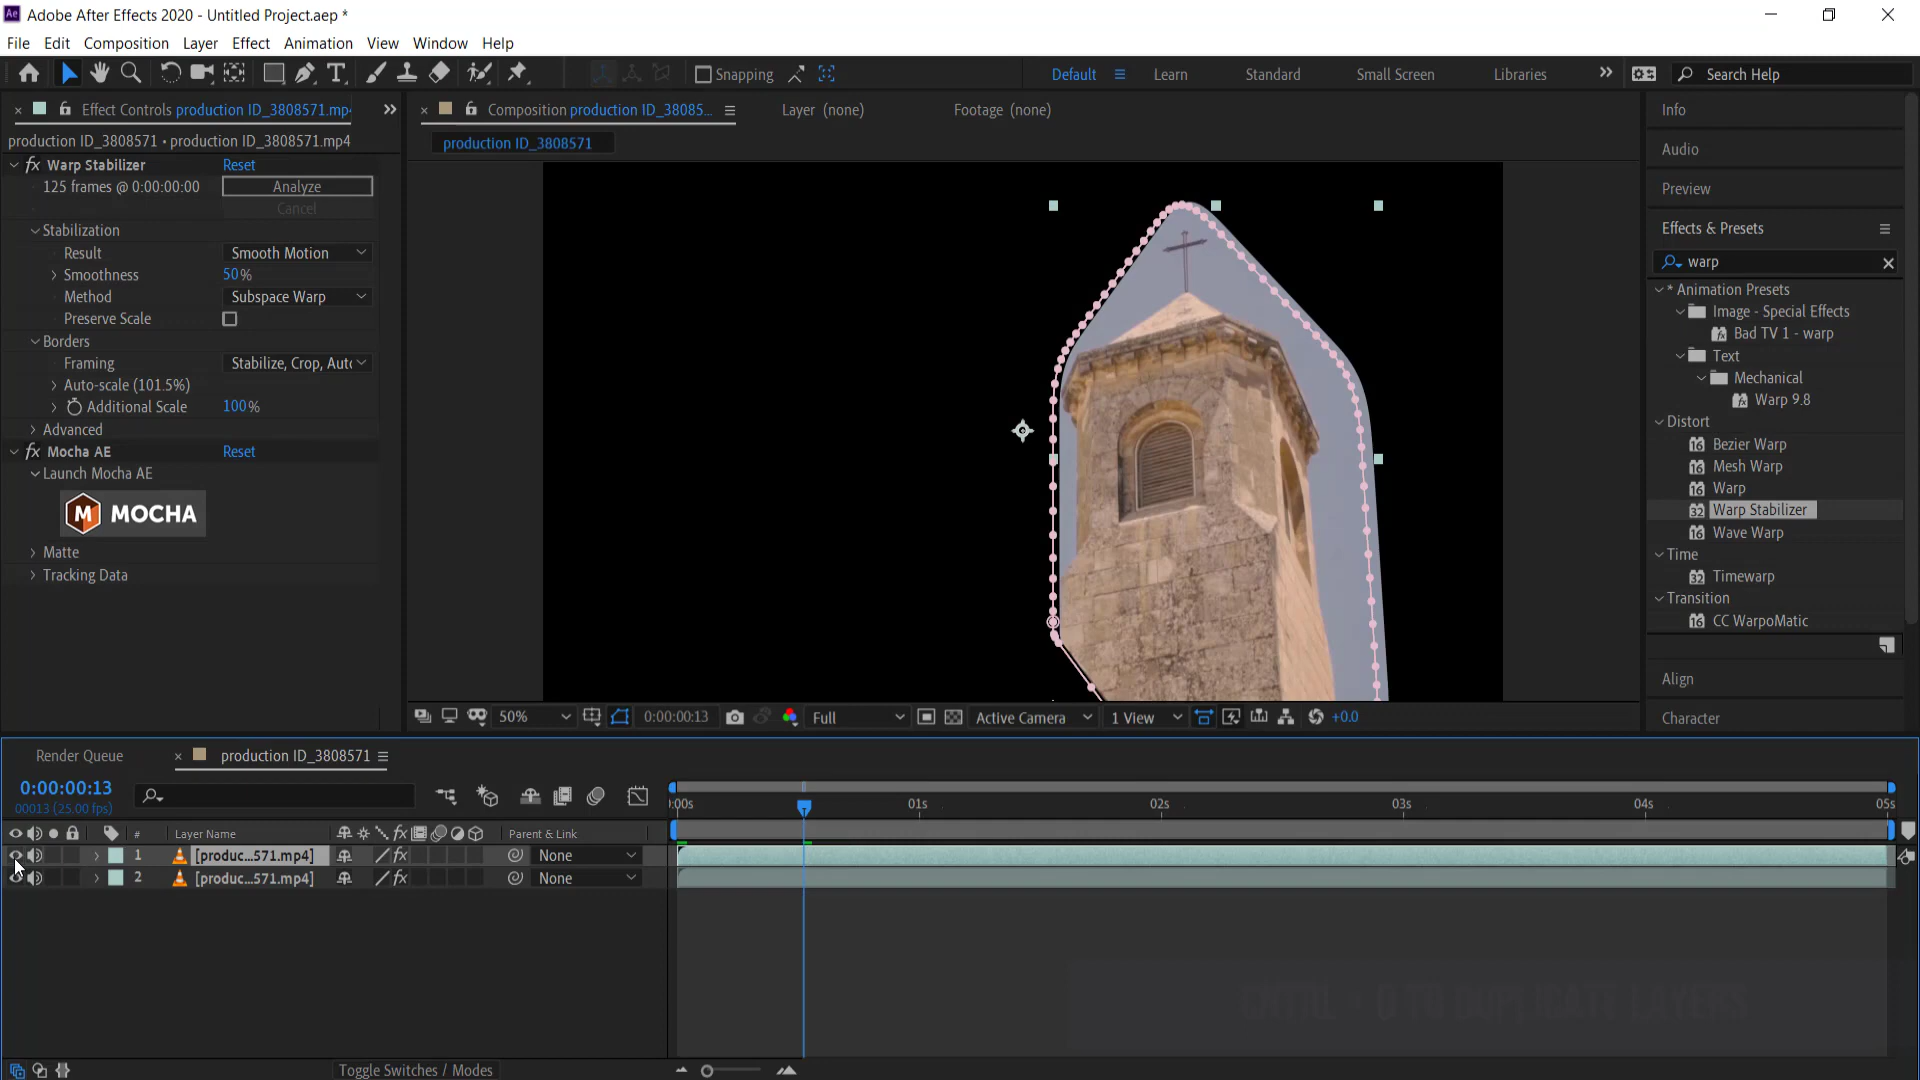 Adobe After Effects 2020 - Untitled Project.aep *
File Edit Composition Layer Effect Animation View Window Help
Snapping Default Learn Standard Small Screen Libraries Search Help
Effect Controls production ID_3808571.mp4
production ID_3808571 • production ID_3808571.mp4
fx Warp Stabilizer Reset
125 frames @ 0:00:00:00 Analyze
Cancel
Stabilization
Result Smooth Motion
Smoothness 50%
Method Subspace Warp
Preserve Scale
Borders
Framing Stabilize, Crop, Auto
Auto-scale (101.5%)
Additional Scale 100%
Advanced
fx Mocha AE Reset
Launch Mocha AE
M MOCHA
Matte
Tracking Data
Composition production ID_38085... Layer (none) Footage (none)
production ID_3808571
50% 0:00:00:13 Full Active Camera 1 View +0.0
Info
Audio
Preview
Effects & Presets
warp
* Animation Presets
Image - Special Effects
Bad TV 1 - warp
Text
Mechanical
Warp 9.8
Distort
Bezier Warp
Mesh Warp
Warp
Warp Stabilizer
Wave Warp
Time
Timewarp
Transition
CC WarpoMatic
Align
Character
Render Queue production ID_3808571
0:00:00:13
00013 (25.00 fps)
:00s 01s 02s 03s 04s 05s
# Layer Name fx Parent & Link
1 [produc...571.mp4] fx None
2 [produc...571.mp4] fx None
TO DUPLICATE LAYERS
Toggle Switches / Modes